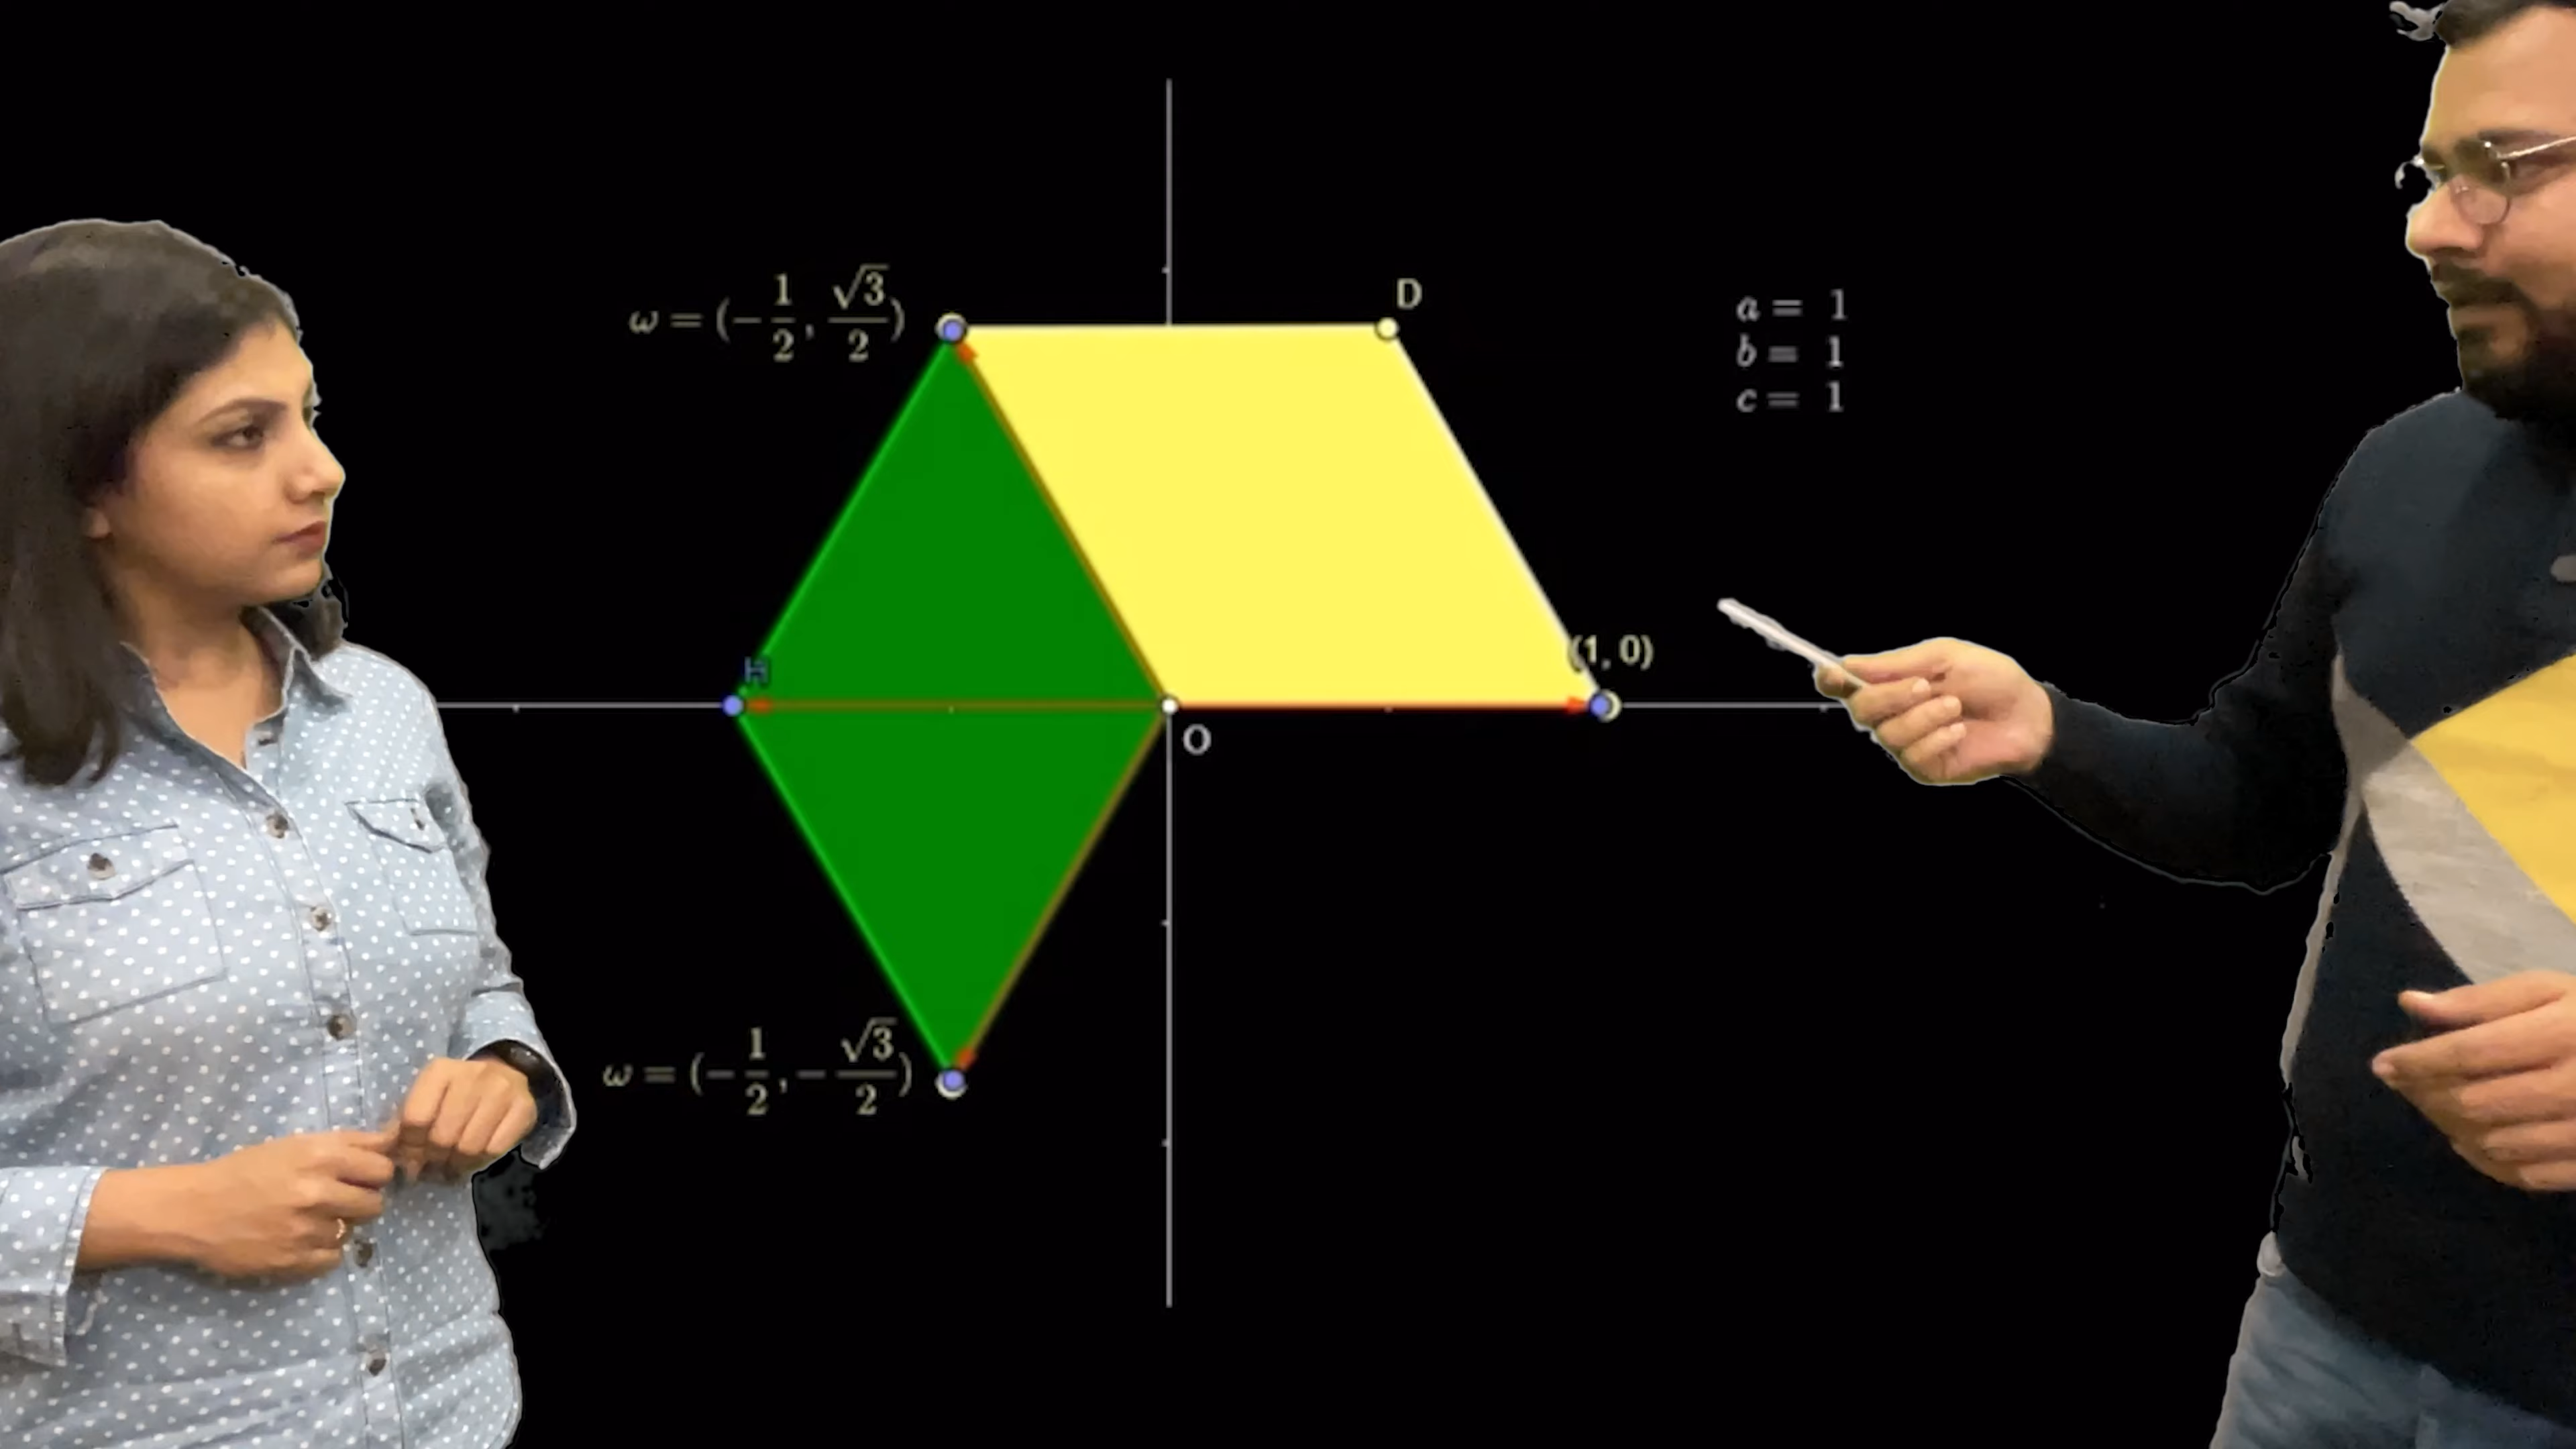 D
ω = (-1/2, √3/2)
a = 1
b = 1
c = 1
(1, 0)
H
O
ω = (-1/2, -√3/2)